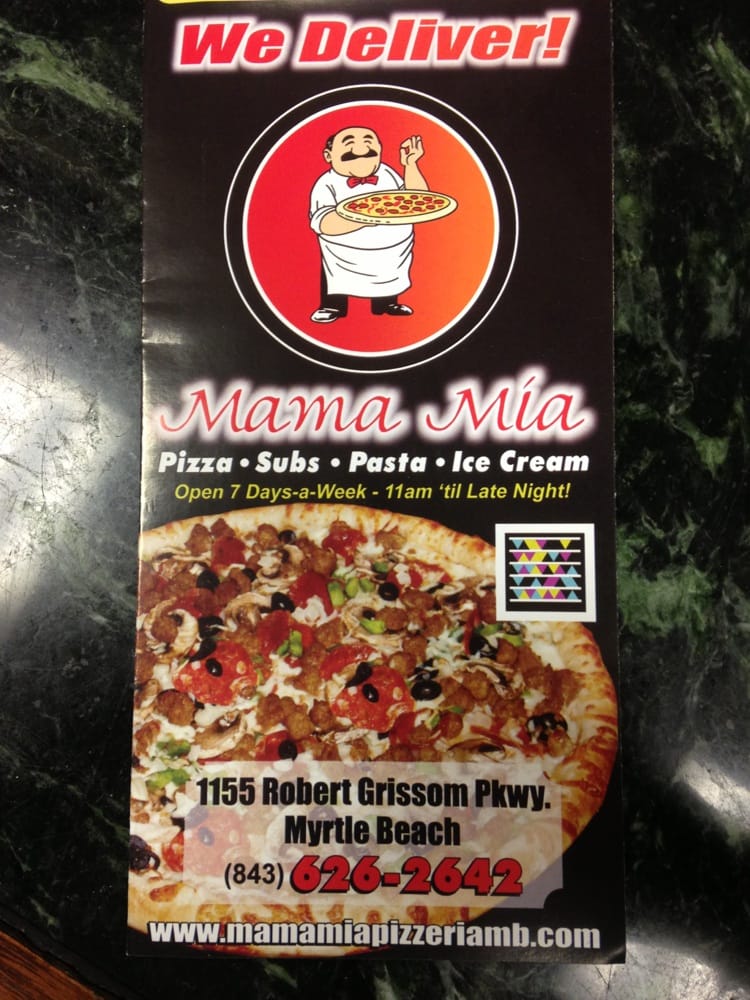 We Deliver!
Mama Mia
Pizza • Subs • Pasta • Ice Cream
Open 7 Days-a-Week - 11am 'til Late Night!
1155 Robert Grissom Pkwy.
Myrtle Beach
(843) 626-2642
www.mamamiapizzeriamb.com